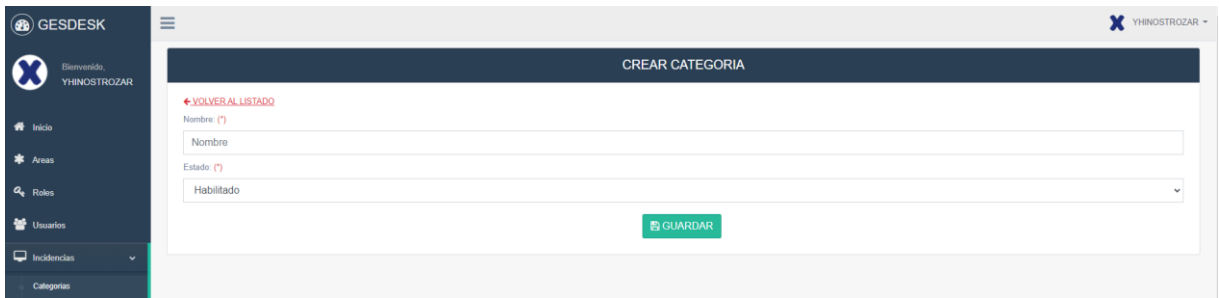 GESDESK
YHINOSTROZAR
Bienvenido,
YHINOSTROZAR
Inicio
Areas
Roles
Usuarios
Incidencias
Categorias
CREAR CATEGORIA
VOLVER AL LISTADO
Nombre: (*)
Nombre
Estado: (*)
Habilitado
GUARDAR